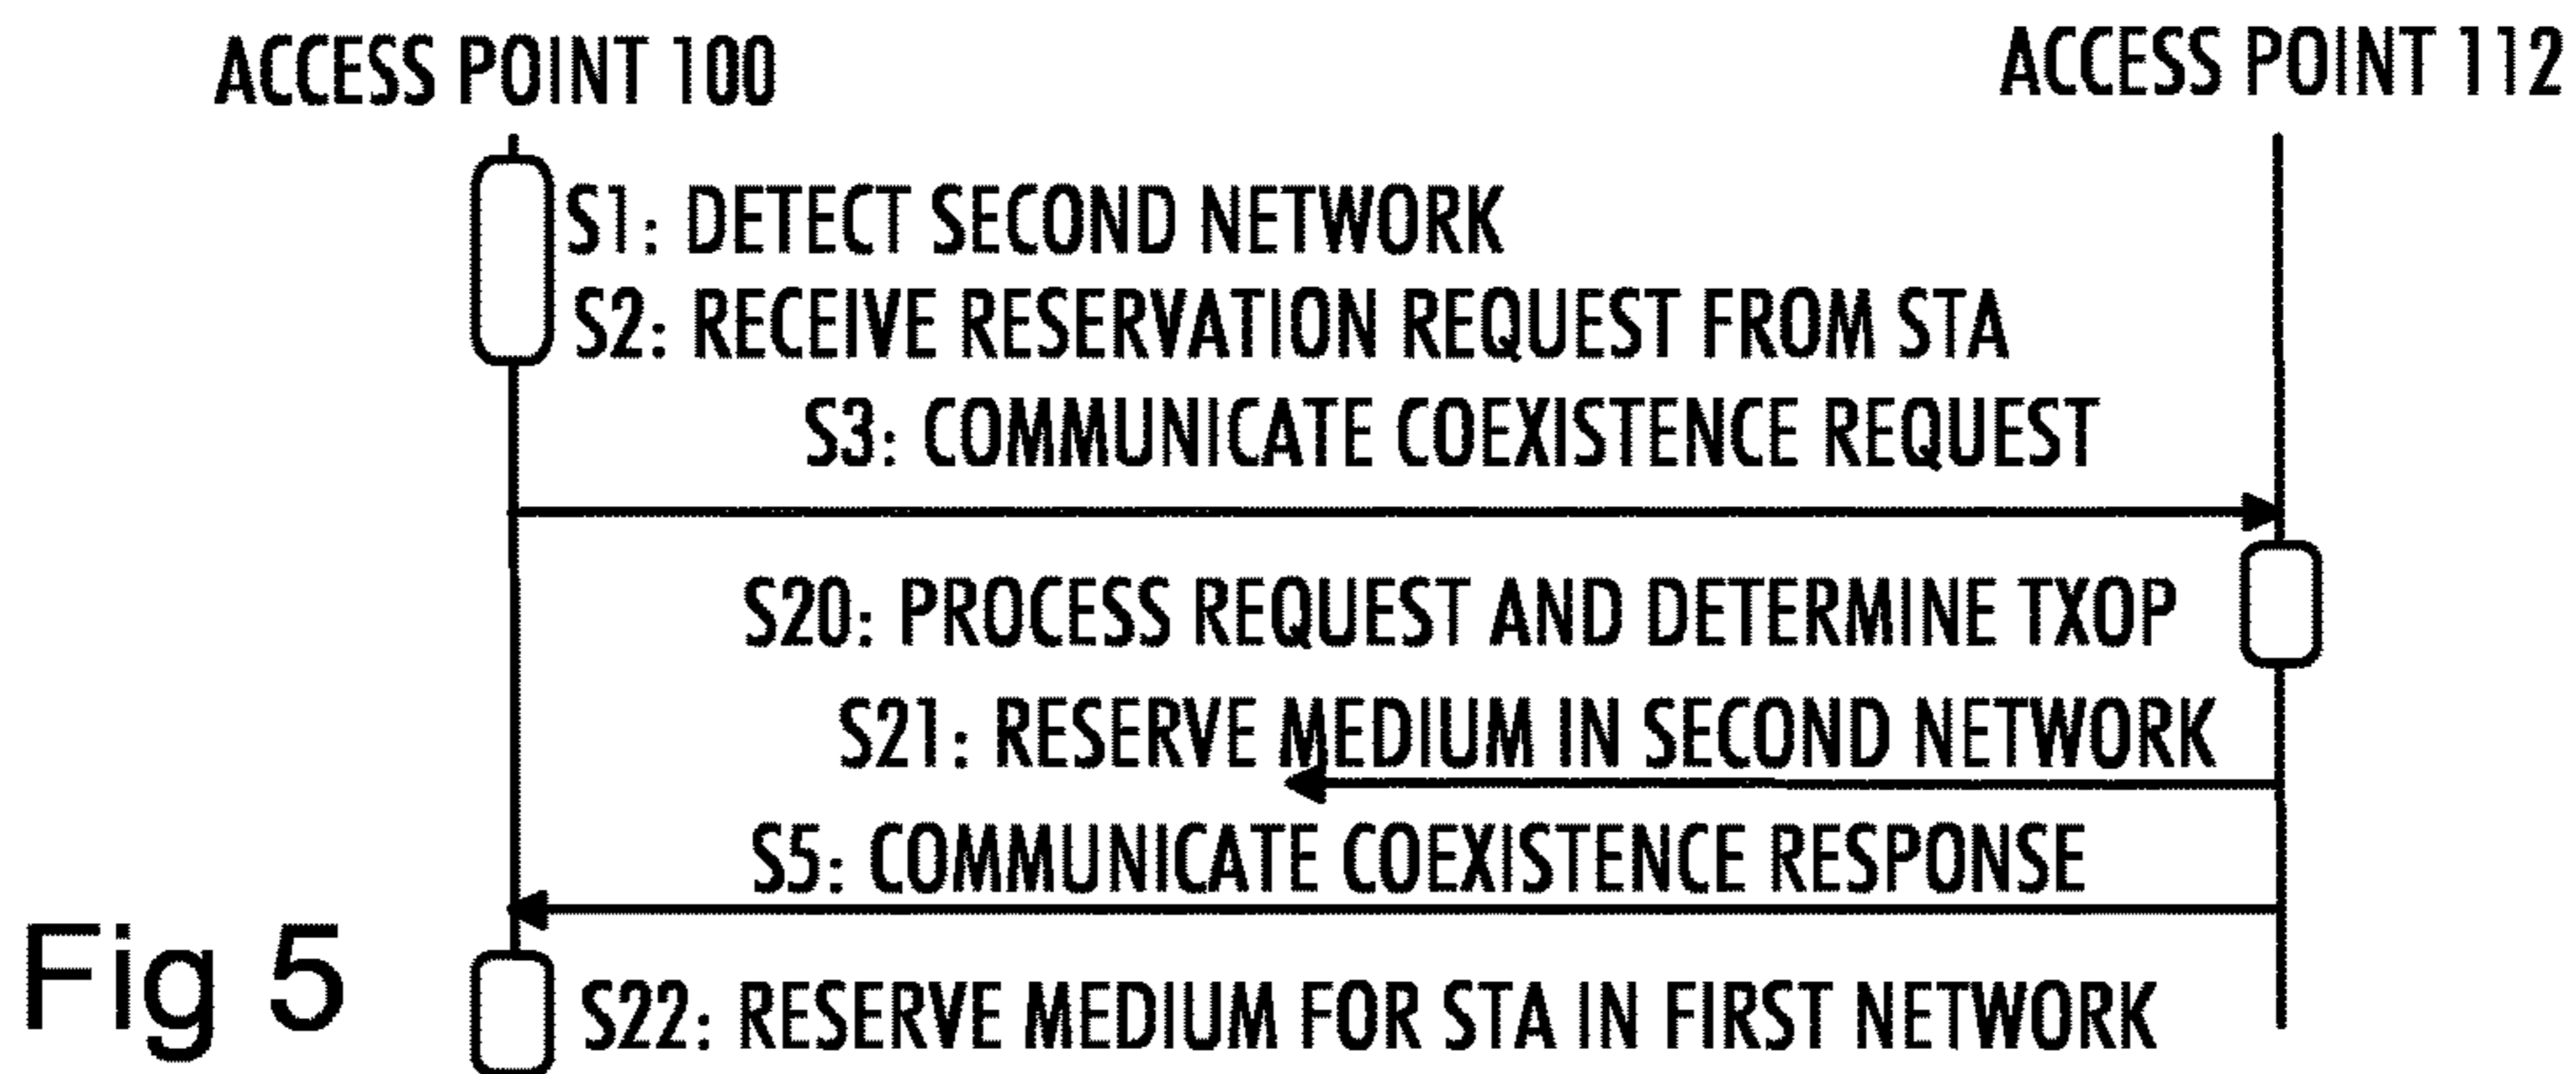 ACCESS POINT 100
ACCESS POINT 112
S1: DETECT SECOND NETWORK
S2: RECEIVE RESERVATION REQUEST FROM STA
S3: COMMUNICATE COEXISTENCE REQUEST
S20: PROCESS REQUEST AND DETERMINE TXOP
S21: RESERVE MEDIUM IN SECOND NETWORK
S5: COMMUNICATE COEXISTENCE RESPONSE
S22: RESERVE MEDIUM FOR STA IN FIRST NETWORK
Fig 5